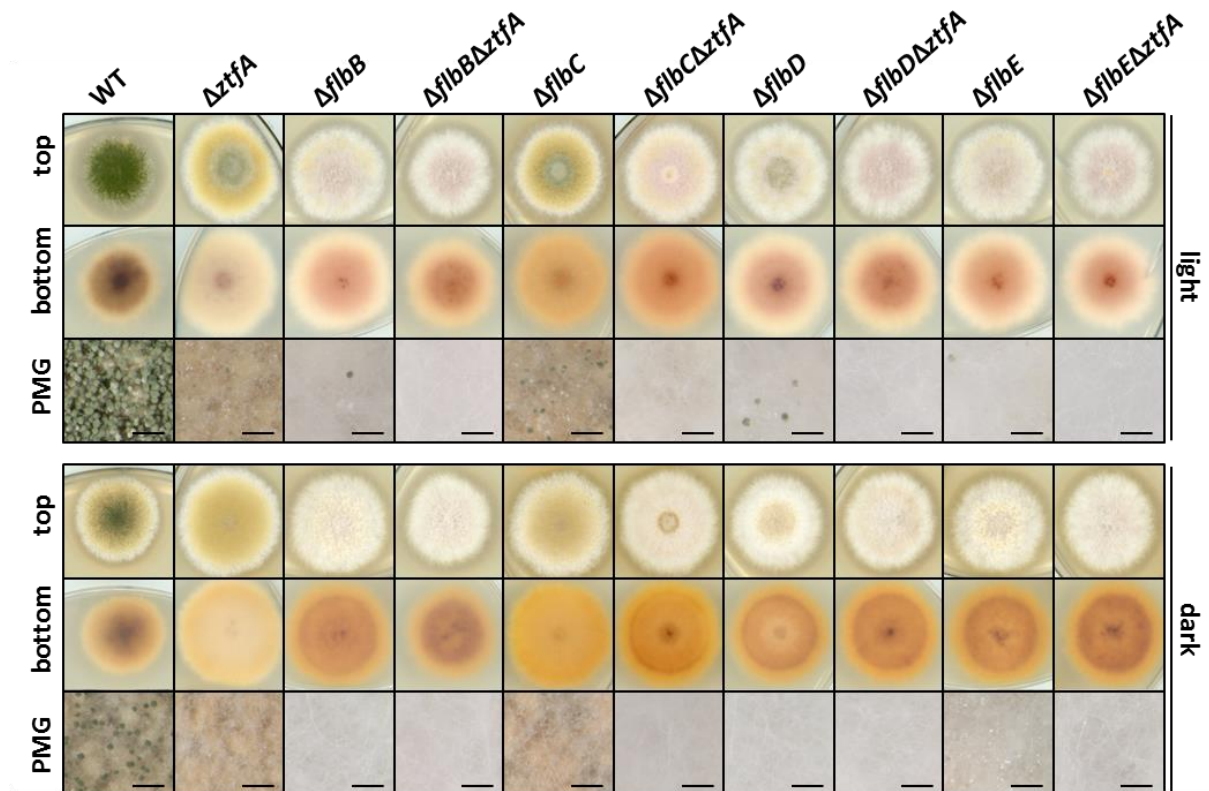 WT ΔztfA ΔflbB ΔflbBΔztfA ΔflbC ΔflbCΔztfA ΔflbD ΔflbDΔztfA ΔflbE ΔflbEΔztfA
top
bottom
PMG
light
top
bottom
PMG
dark